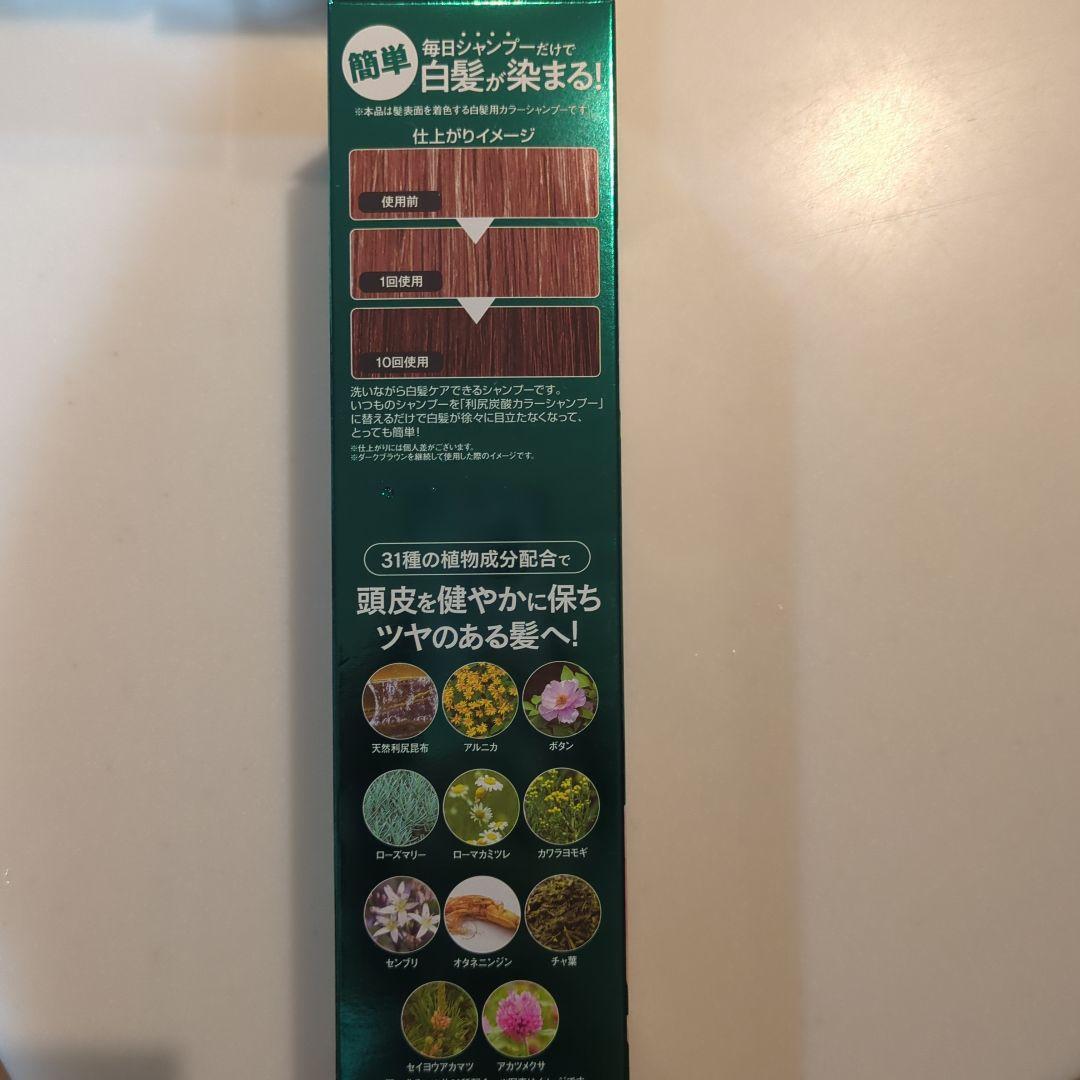 簡単
毎日シャンプーだけで
白髪が染まる!
※本品は髪表面を着色する白髪用カラーシャンプーです。
仕上がりイメージ
使用前
1回使用
10回使用
洗いながら白髪ケアできるシャンプーです。
いつものシャンプーを「利尻炭酸カラーシャンプー」
に替えるだけで白髪が徐々に目立たなくなって、
とっても簡単!
※仕上がりには個人差がございます。
※ダークブラウンを継続して使用した際のイメージです。
31種の植物成分配合で
頭皮を健やかに保ち
ツヤのある髪へ!
天然利尻昆布 アルニカ ボタン
ローズマリー ローマカミツレ カワラヨモギ
センブリ オタネニンジン チャ葉
セイヨウアカマツ アカツメクサ